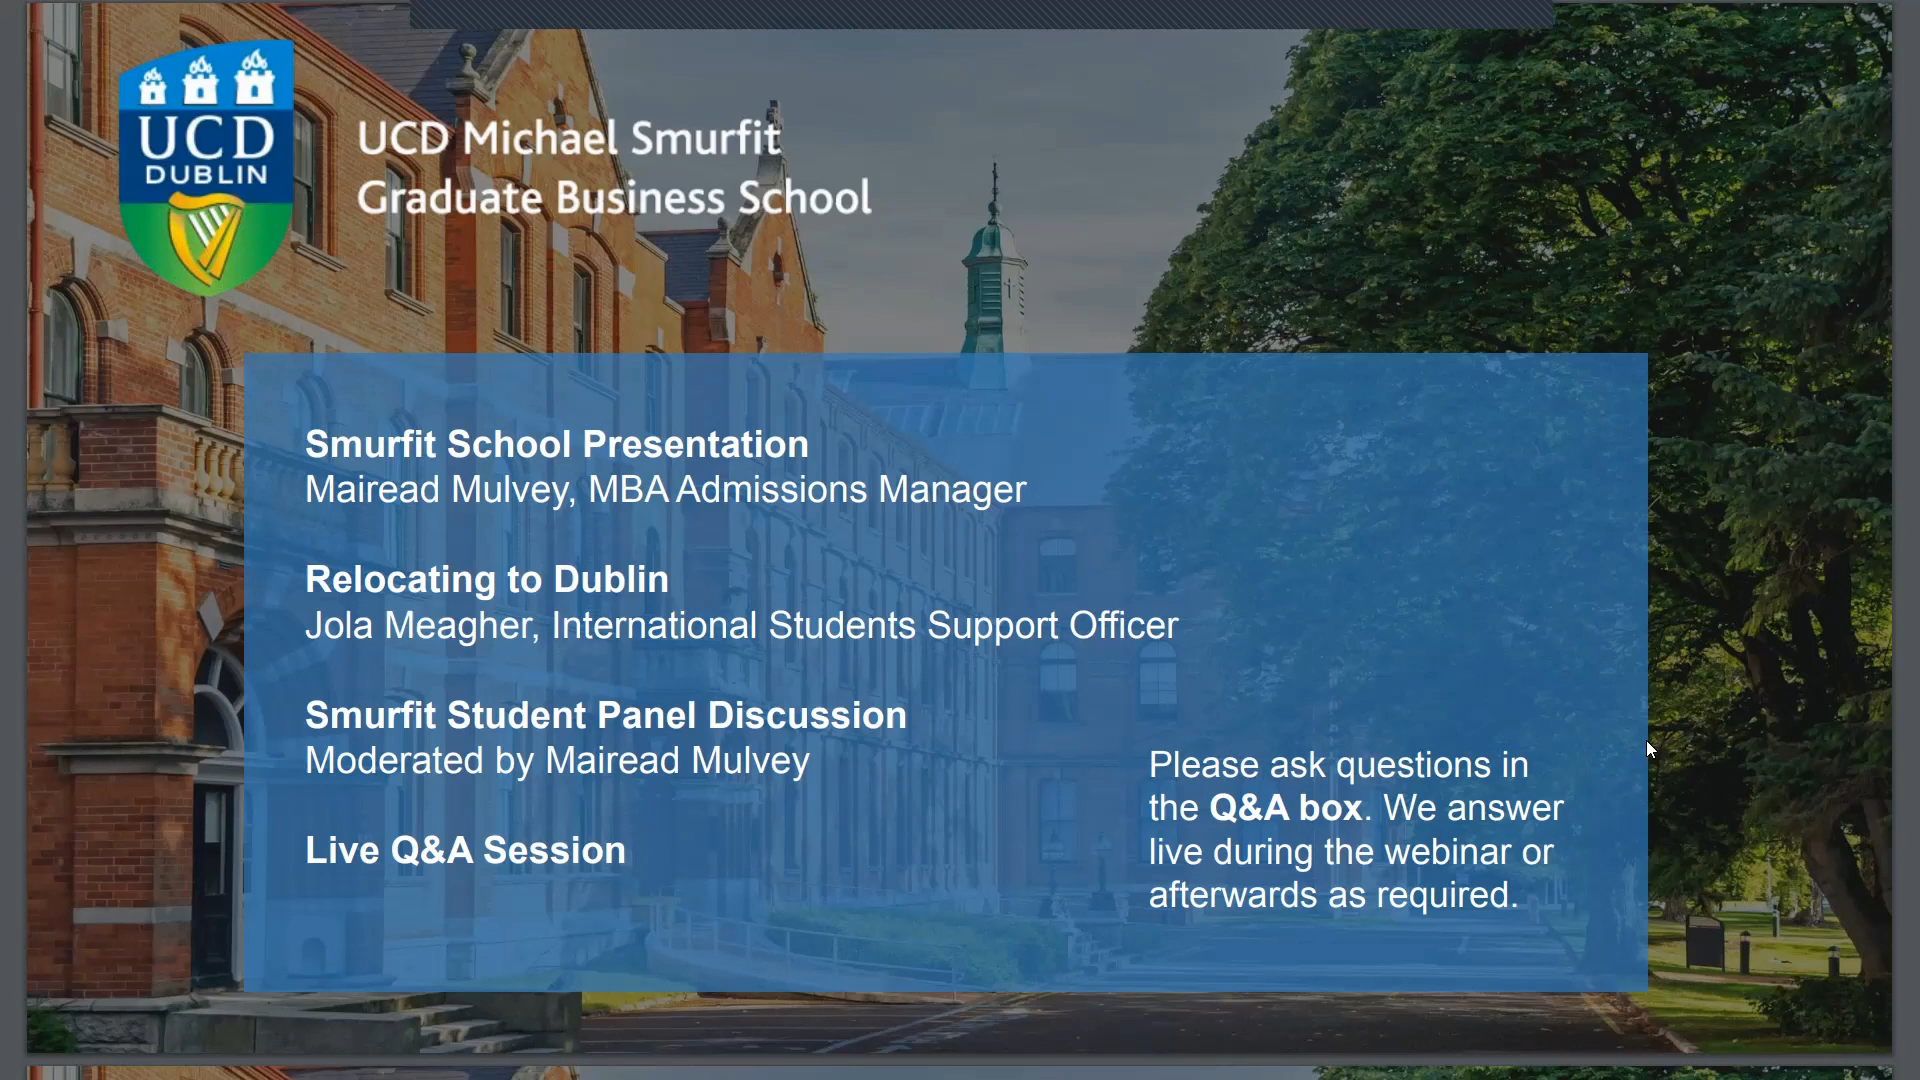 UCD
DUBLIN
UCD Michael Smurfit
Graduate Business School
Smurfit School Presentation
Mairead Mulvey, MBA Admissions Manager
Relocating to Dublin
Jola Meagher, International Students Support Officer
Smurfit Student Panel Discussion
Moderated by Mairead Mulvey
Live Q&A Session
Please ask questions in
the Q&A box. We answer
live during the webinar or
afterwards as required.